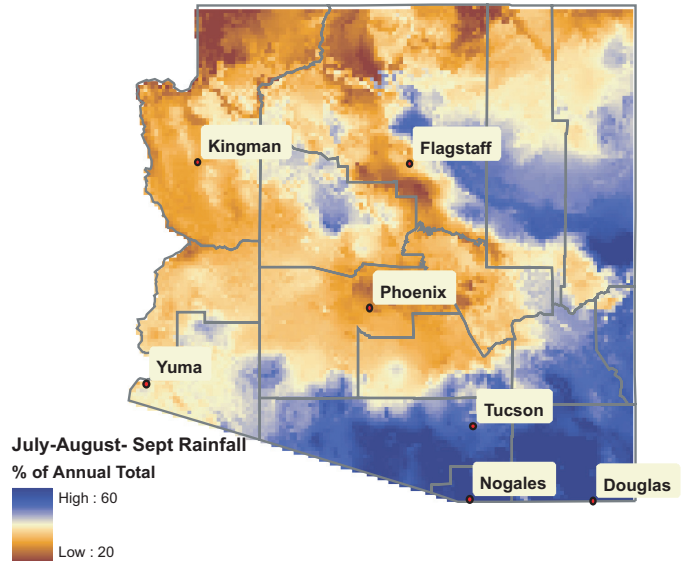 Kingman
Flagstaff
Phoenix
Yuma
Tucson
Nogales
Douglas
July-August- Sept Rainfall
% of Annual Total
High : 60
Low : 20